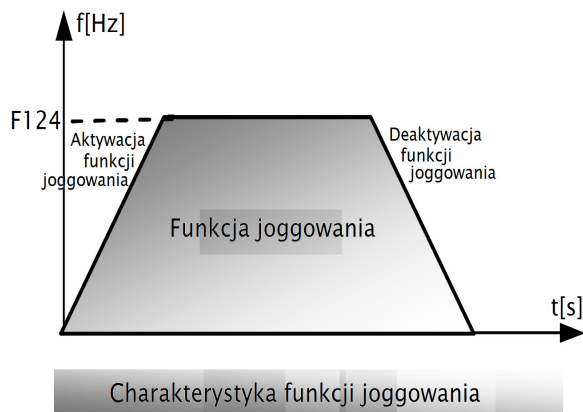 f[Hz]
F124
Aktywacja
funkcji
joggowania
Deaktywacja
funkcji
joggowania
Funkcja joggowania
t[s]
Charakterystyka funkcji joggowania